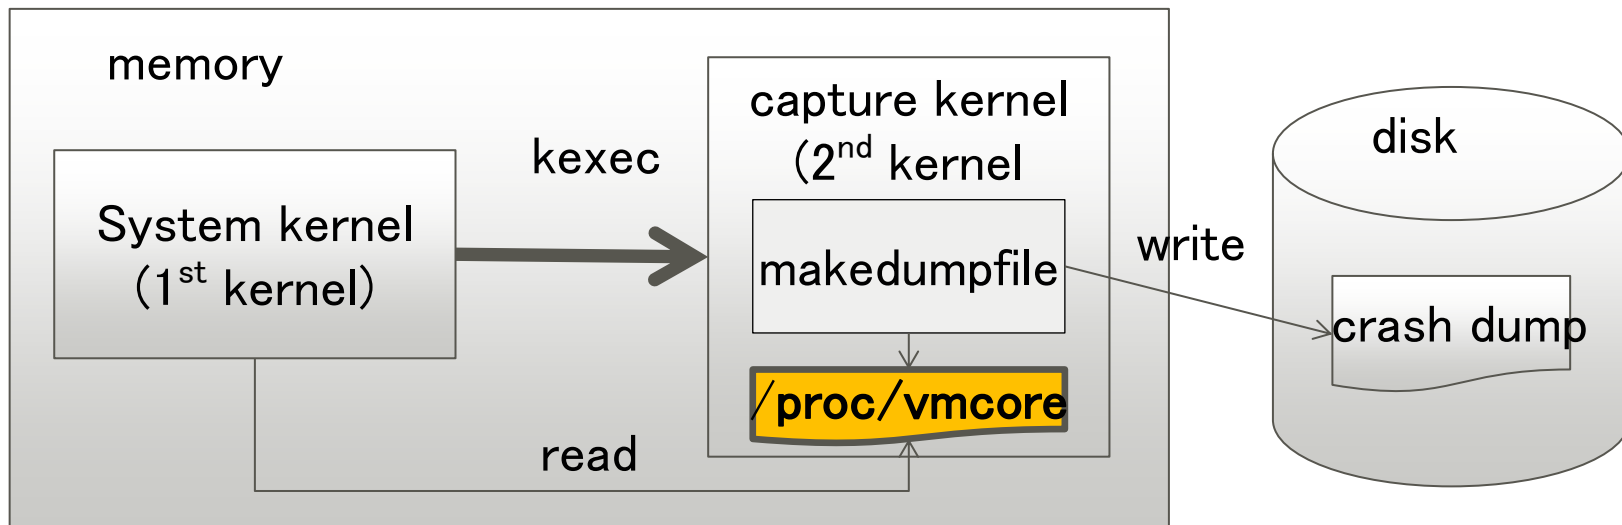 memory
System kernel
(1st kernel)
kexec
capture kernel
(2nd kernel
makedumpfile
/proc/vmcore
read
write
disk
crash dump